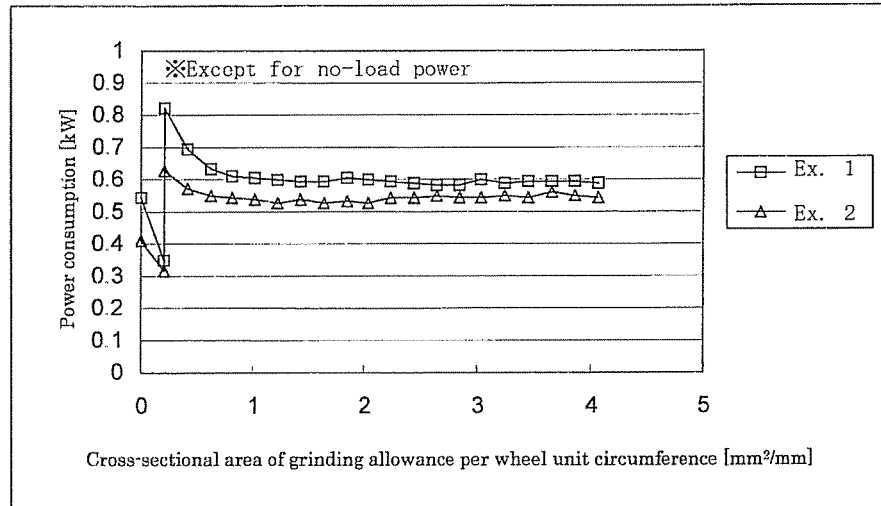 ※Except for no-load power
1
0.9
0.8
0.7
0.6
0.5
0.4
0.3
0.2
0.1
0
Power consumption [kW]
0 1 2 3 4 5
Cross-sectional area of grinding allowance per wheel unit circumference [mm²/mm]
Ex. 1
Ex. 2